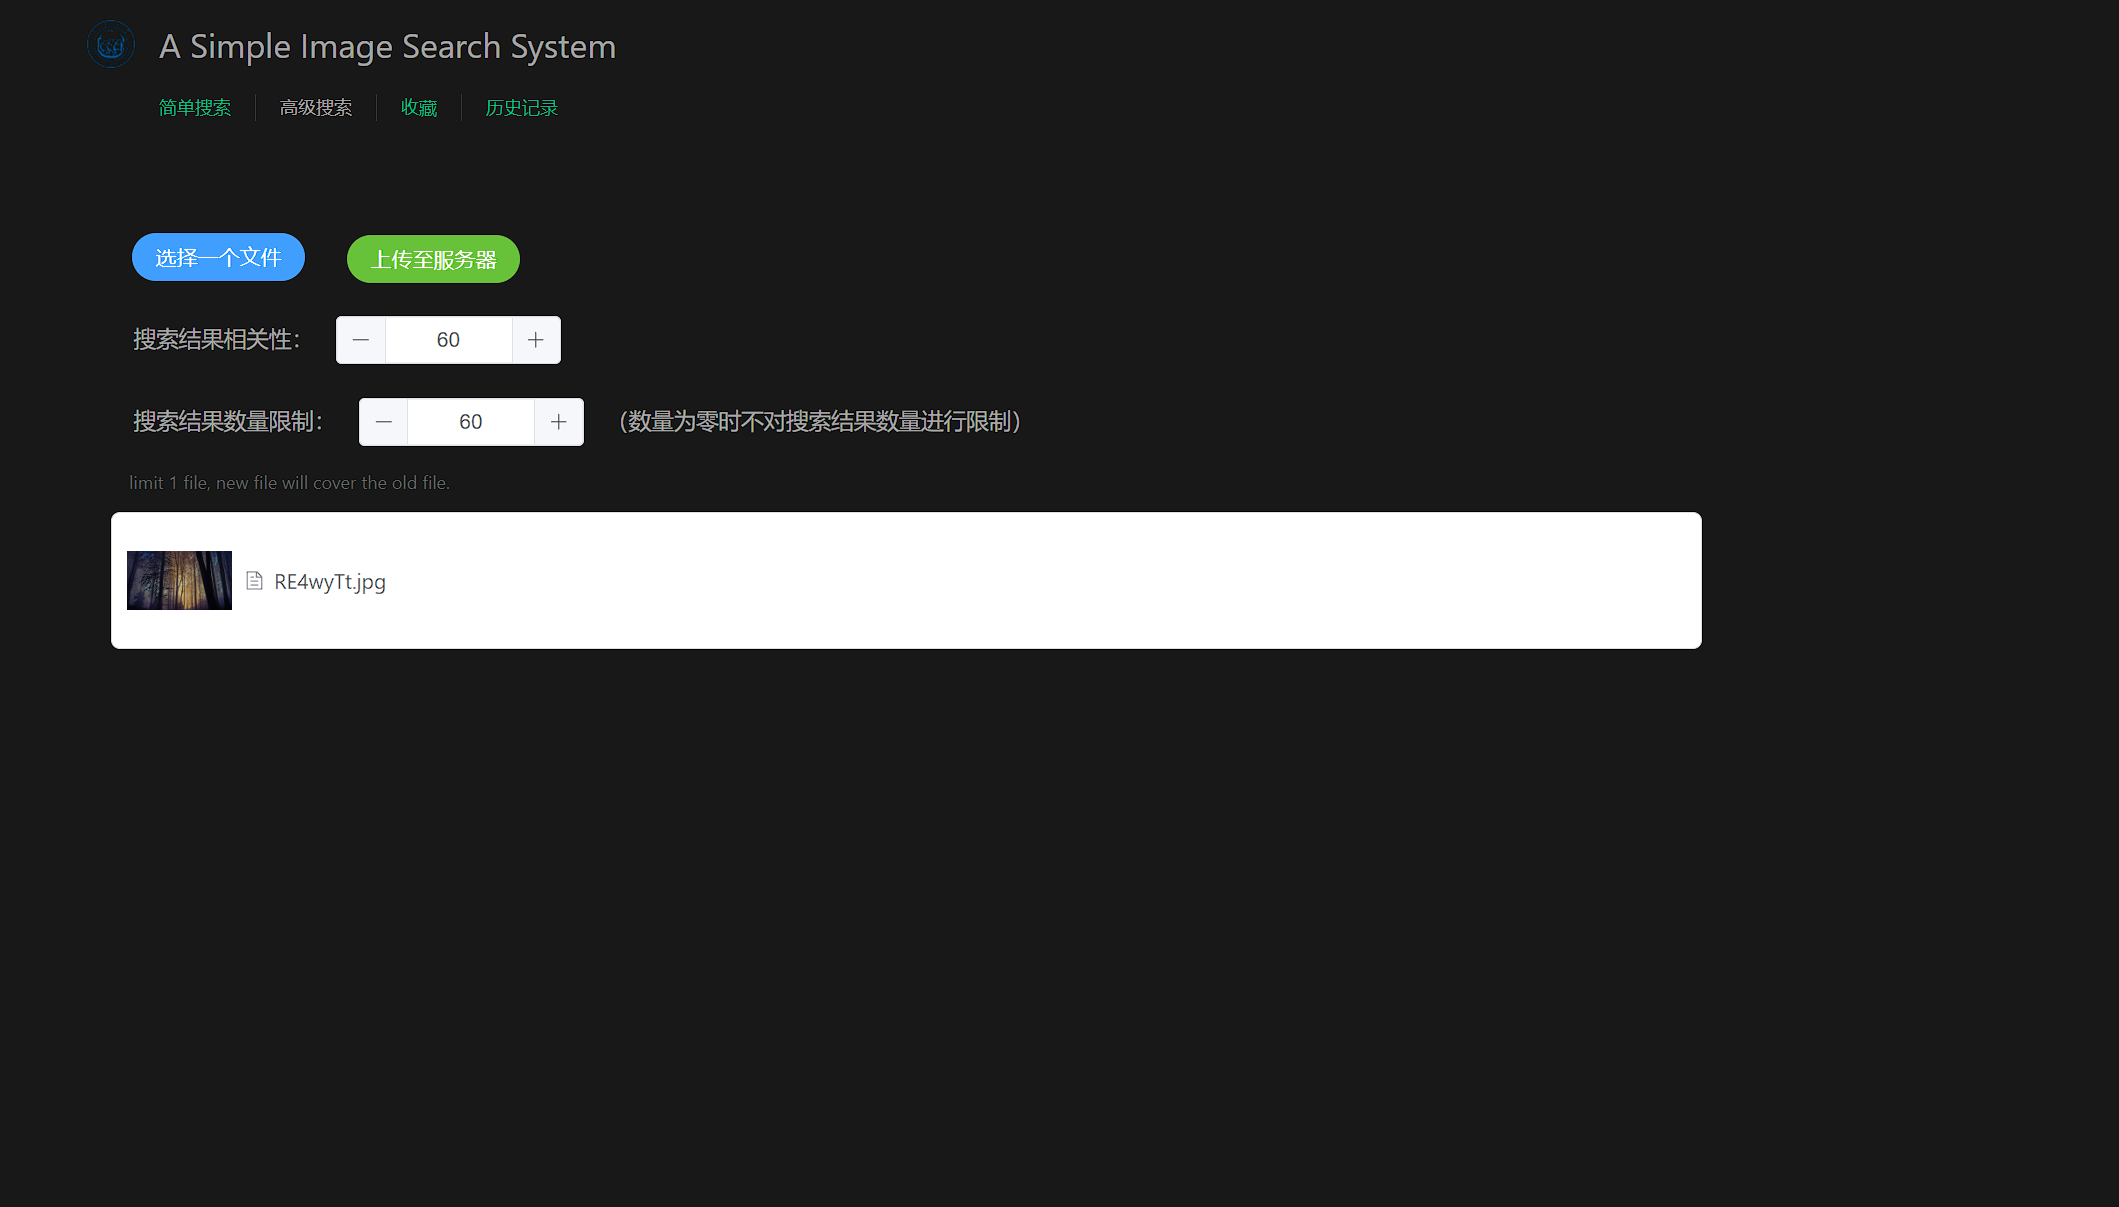 A Simple Image Search System
简单搜索 高级搜索 收藏 历史记录
选择一个文件 上传至服务器
搜索结果相关性： 60
搜索结果数量限制： 60 （数量为零时不对搜索结果数量进行限制）
limit 1 file, new file will cover the old file.
RE4wyTt.jpg